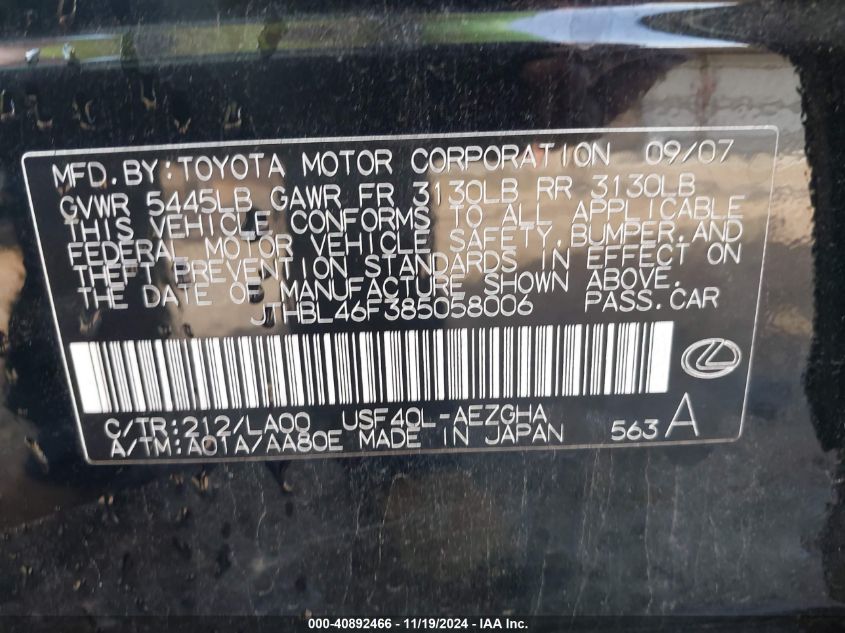 MFD. BY: TOYOTA MOTOR CORPORATION 09/07
GVWR 5445LB GAWR FR 3130LB RR 3130LB
THIS VEHICLE CONFORMS TO ALL APPLICABLE
FEDERAL MOTOR VEHICLE SAFETY, BUMPER, AND
THEFT PREVENTION STANDARDS IN EFFECT ON
THE DATE OF MANUFACTURE SHOWN ABOVE.
JTHBL46F385058006 PASS. CAR
C/TR: 212/LA00 USF40L-AEZGHA
A/TM: A01A/AA80E MADE IN JAPAN 563 A
000-40892466 - 11/19/2024 - IAA Inc.